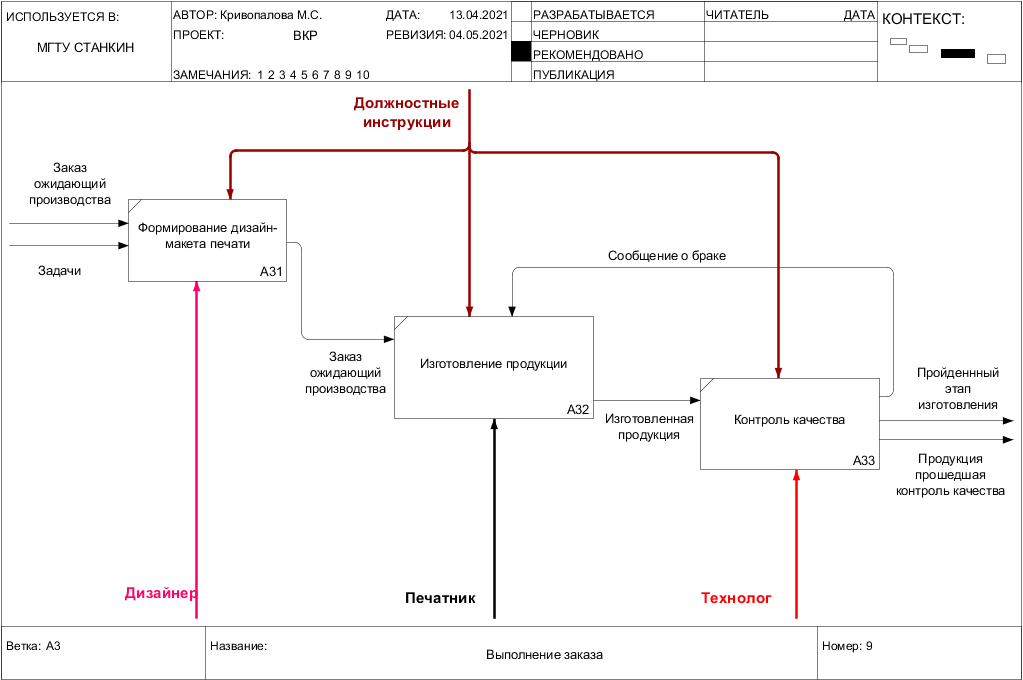 ИСПОЛЬЗУЕТСЯ В:
МГТУ СТАНКИН
АВТОР: Кривопалова М.С.
ДАТА: 13.04.2021
ПРОЕКТ: ВКР
РЕВИЗИЯ: 04.05.2021
ЗАМЕЧАНИЯ: 1 2 3 4 5 6 7 8 9 10
РАЗРАБАТЫВАЕТСЯ
ЧЕРНОВИК
РЕКОМЕНДОВАНО
ПУБЛИКАЦИЯ
ЧИТАТЕЛЬ ДАТА
КОНТЕКСТ:
Должностные
инструкции
Заказ
ожидающий
производства
Задачи
Формирование дизайн-
макета печати
A31
Сообщение о браке
Заказ
ожидающий
производства
Изготовление продукции
A32
Изготовленная
продукция
Контроль качества
A33
Пройденнный
этап
изготовления
Продукция
прошедшая
контроль качества
Дизайнер
Печатник
Технолог
Ветка: A3
Название:
Выполнение заказа
Номер: 9